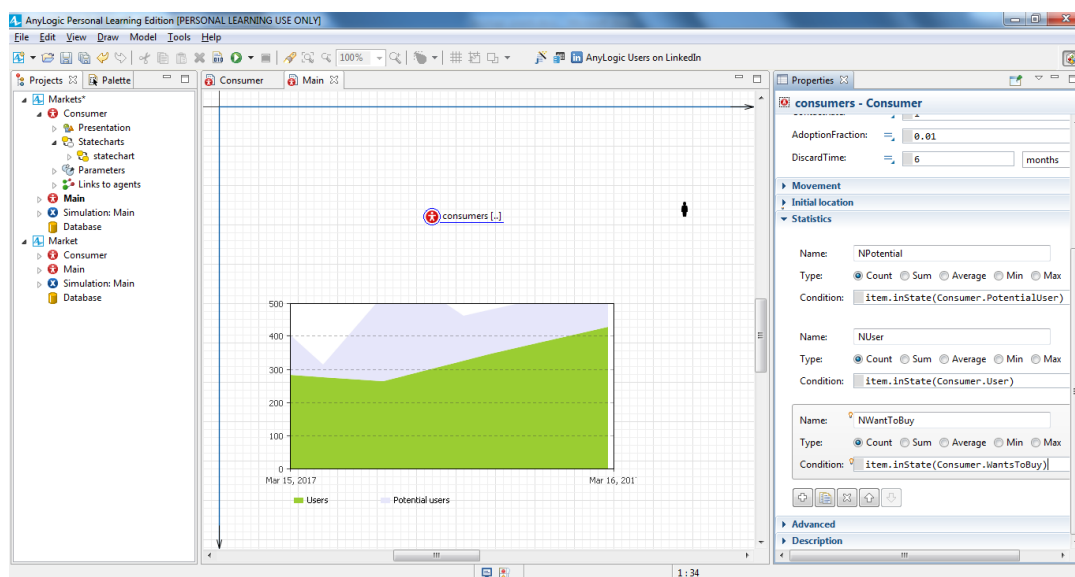 AnyLogic Personal Learning Edition [PERSONAL LEARNING USE ONLY]
File Edit View Draw Model Tools Help
100% AnyLogic Users on LinkedIn
Projects Palette
Markets*
Consumer
Presentation
Statecharts
statechart
Parameters
Links to agents
Main
Simulation: Main
Database
Market
Consumer
Main
Simulation: Main
Database
Consumer Main
consumers [..]
500
400
300
200
100
0
Mar 15, 2017 Mar 16, 201
Users Potential users
Properties
consumers - Consumer
AdoptionFraction: 0.01
DiscardTime: 6 months
Movement
Initial location
Statistics
Name: NPotential
Type: Count Sum Average Min Max
Condition: item.inState(Consumer.PotentialUser)
Name: NUser
Type: Count Sum Average Min Max
Condition: item.inState(Consumer.User)
Name: NWantToBuy
Type: Count Sum Average Min Max
Condition: item.inState(Consumer.WantsToBuy)
Advanced
Description
1:34